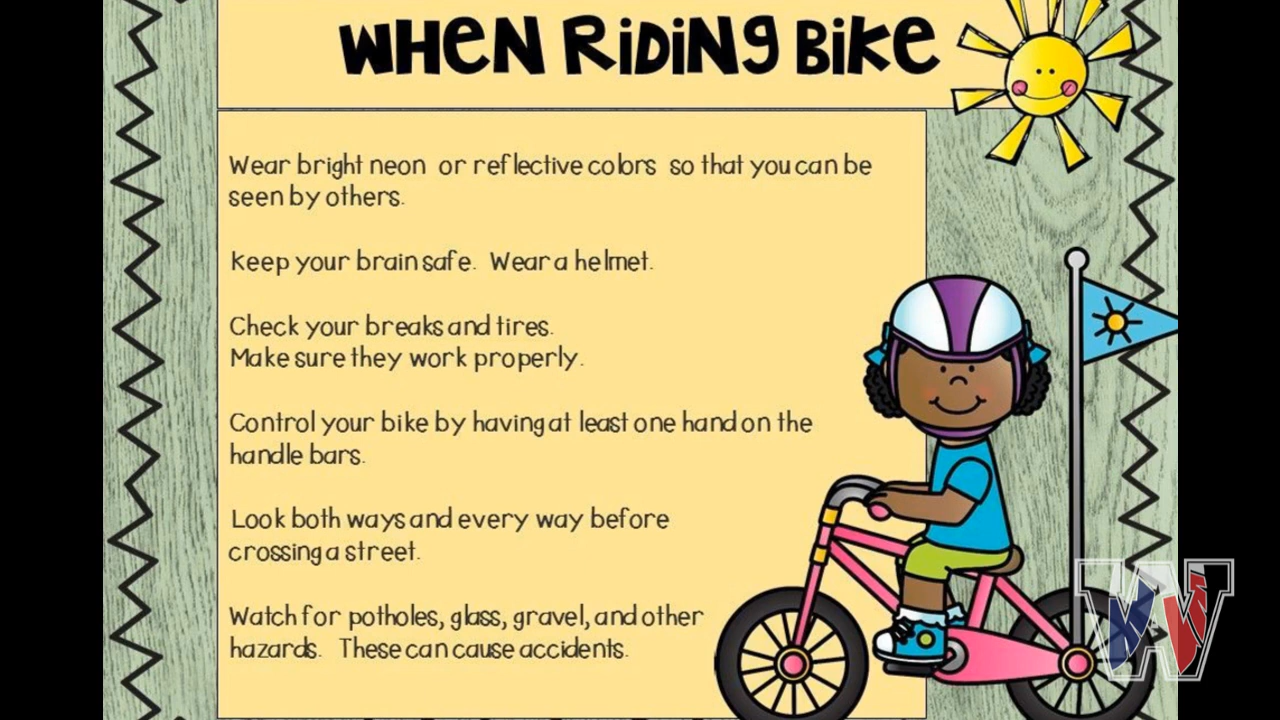 WHEN RiDiNg BiKe
Wear bright neon or reflective colors so that you can be
seen by others.
Keep your brain safe. Wear a helmet.
Check your breaks and tires.
Make sure they work properly.
Control your bike by having at least one hand on the
handle bars.
Look both ways and every way before
crossing a street.
Watch for potholes, glass, gravel, and other
hazards. These can cause accidents.
W